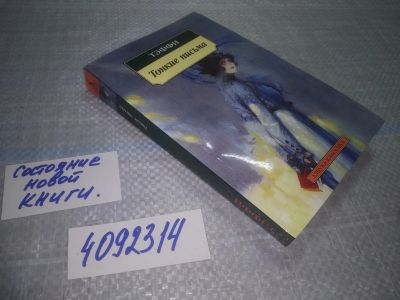 ТЭФФИ
Тонкие письма
Состояние
новой
книги.
4092314